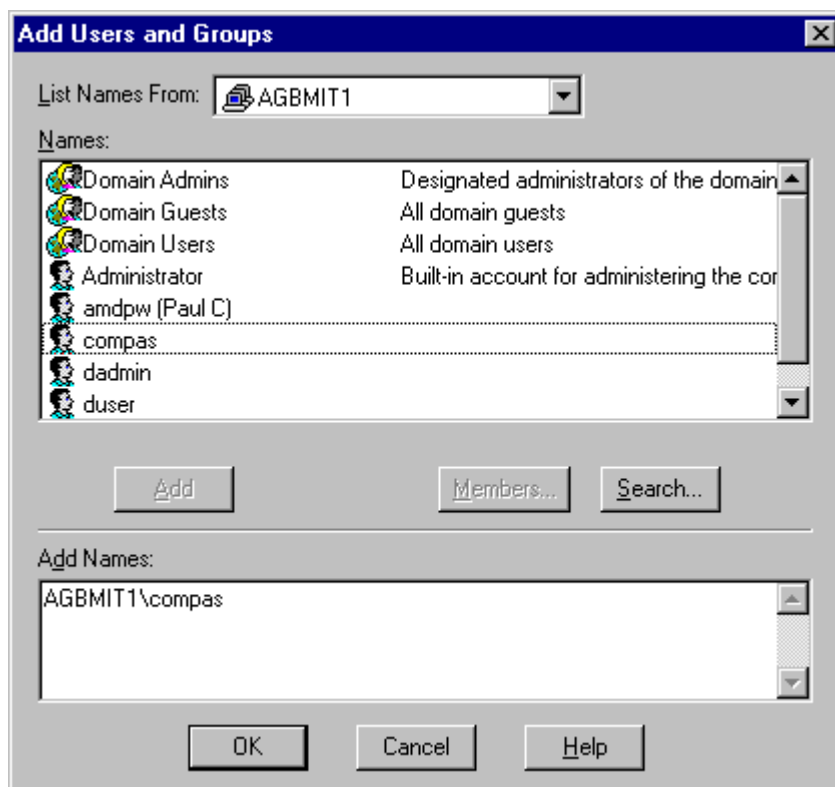 Add Users and Groups
List Names From: AGBMIT1
Names:
Domain Admins Designated administrators of the domain
Domain Guests All domain guests
Domain Users All domain users
Administrator Built-in account for administering the cor
amdpw (Paul C)
compas
dadmin
duser
Add Members... Search...
Add Names:
AGBMIT1\compas
OK Cancel Help